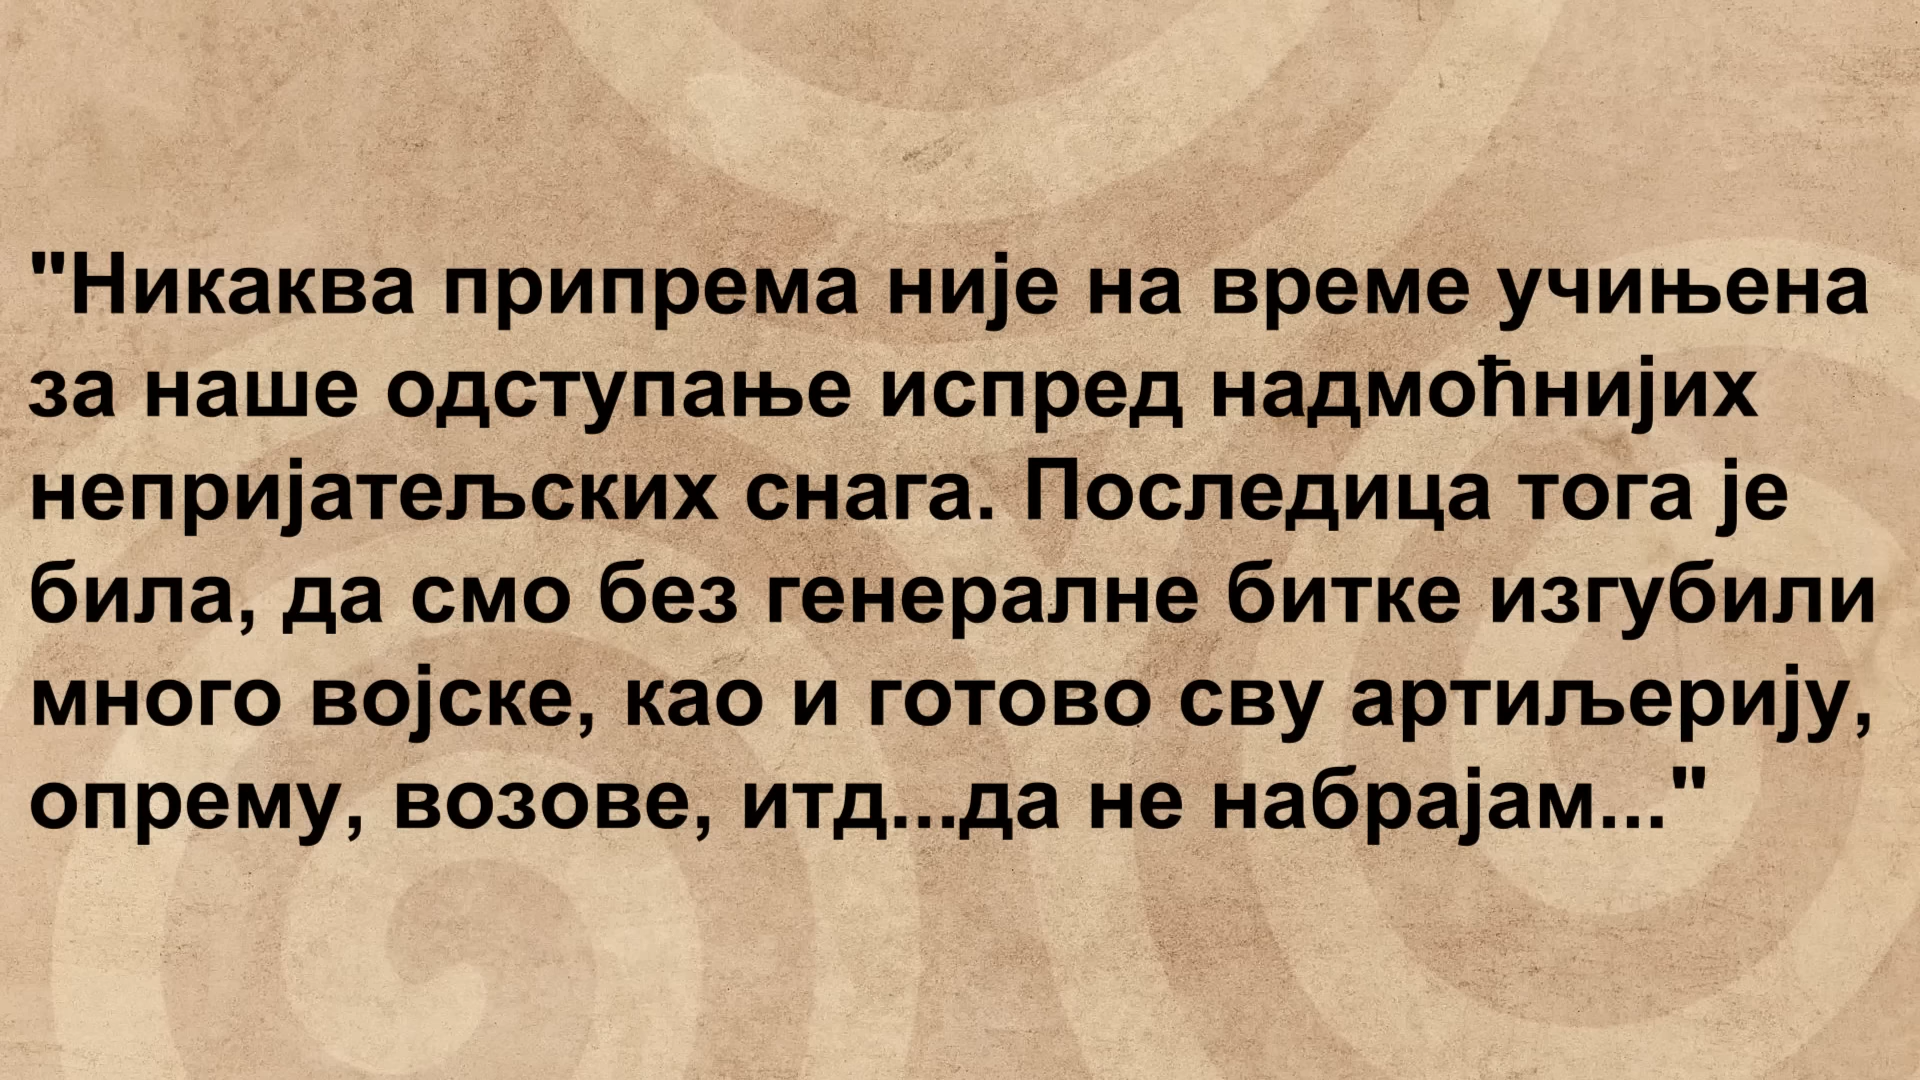 "Никаква припрема није на време учињена
за наше одступање испред надмоћнијих
непријатељских снага. Последица тога је
била, да смо без генералне битке изгубили
много војске, као и готово сву артиљерију,
опрему, возове, итд...да не набрајам..."